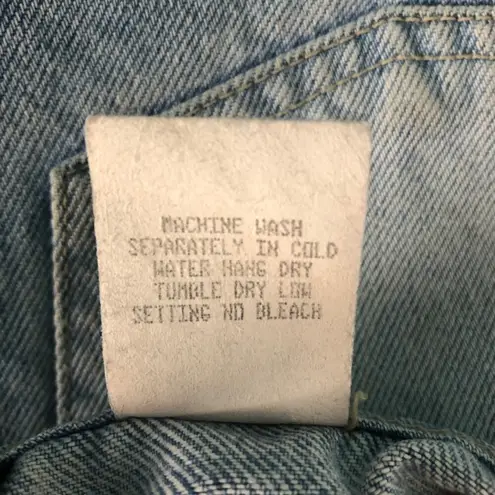 MACHINE WASH
SEPARATELY IN COLD
WATER HANG DRY
TUMBLE DRY LOW
SETTING NO BLEACH